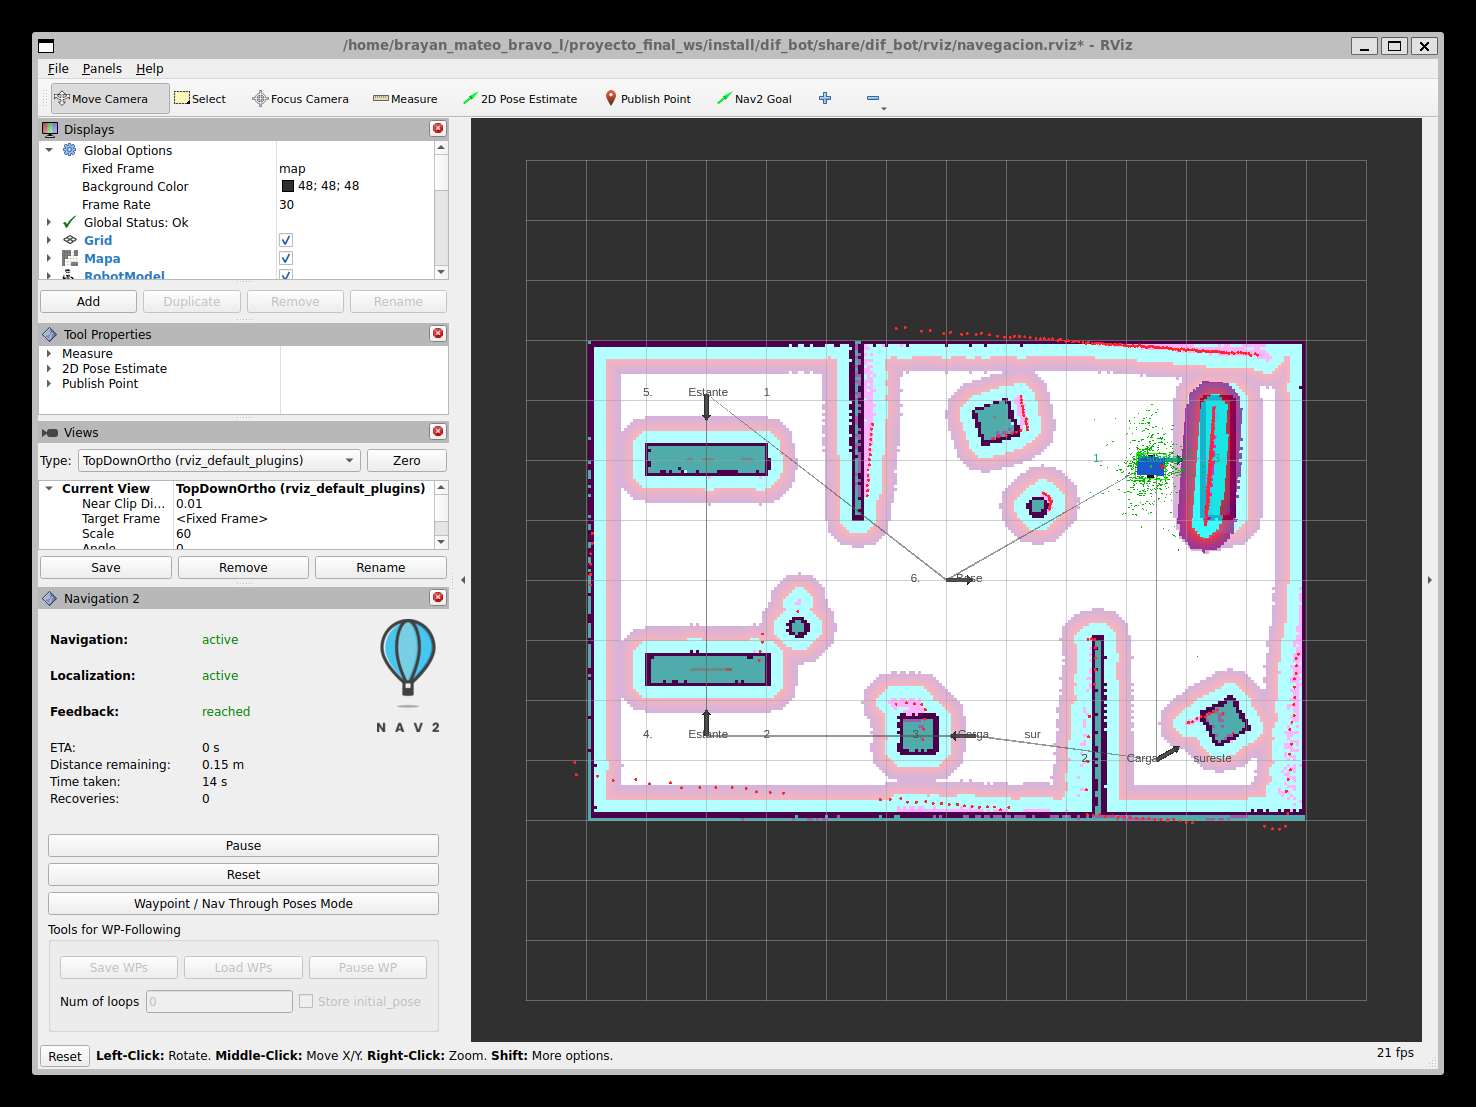 /home/brayan_mateo_bravo_l/proyecto_final_ws/install/dif_bot/share/dif_bot/rviz/navegacion.rviz* - RViz
File Panels Help
Move Camera Select Focus Camera Measure 2D Pose Estimate Publish Point Nav2 Goal
Displays
Global Options
Fixed Frame map
Background Color 48; 48; 48
Frame Rate 30
Global Status: Ok
Grid
Mapa
RobotModel
Add Duplicate Remove Rename
Tool Properties
Measure
2D Pose Estimate
Publish Point
Views
Type: TopDownOrtho (rviz_default_plugins) Zero
Current View TopDownOrtho (rviz_default_plugins)
Near Clip Di... 0.01
Target Frame <Fixed Frame>
Scale 60
Angle 0
Save Remove Rename
Navigation 2
Navigation: active
Localization: active
Feedback: reached
NAV2
ETA: 0 s
Distance remaining: 0.15 m
Time taken: 14 s
Recoveries: 0
Pause
Reset
Waypoint / Nav Through Poses Mode
Tools for WP-Following
Save WPs Load WPs Pause WP
Num of loops 0 Store initial_pose
5. Estante 1
1.
6. Base
4. Estante 2
3. Carga sur
2. Carga sureste
Reset Left-Click: Rotate. Middle-Click: Move X/Y. Right-Click: Zoom. Shift: More options. 21 fps